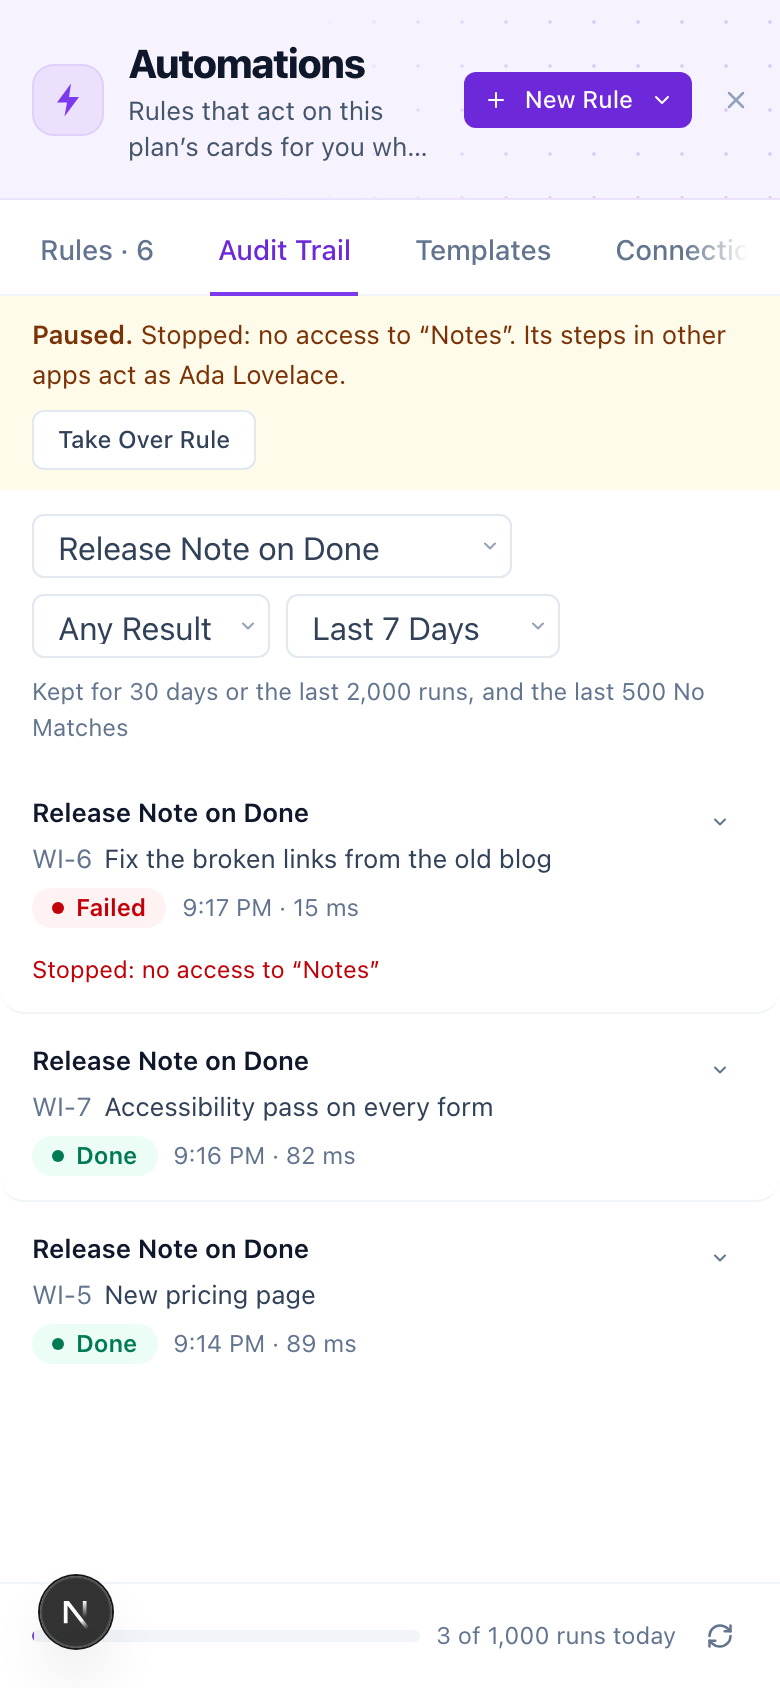 Automations
Rules that act on this
plan’s cards for you wh…
New Rule
Rules · 6
Audit Trail
Templates
Connectio
Paused. Stopped: no access to “Notes”. Its steps in other
apps act as Ada Lovelace.
Take Over Rule
Release Note on Done
Any Result
Last 7 Days
Kept for 30 days or the last 2,000 runs, and the last 500 No
Matches
Release Note on Done
WI-6 Fix the broken links from the old blog
Failed 9:17 PM · 15 ms
Stopped: no access to “Notes”
Release Note on Done
WI-7 Accessibility pass on every form
Done 9:16 PM · 82 ms
Release Note on Done
WI-5 New pricing page
Done 9:14 PM · 89 ms
N
3 of 1,000 runs today